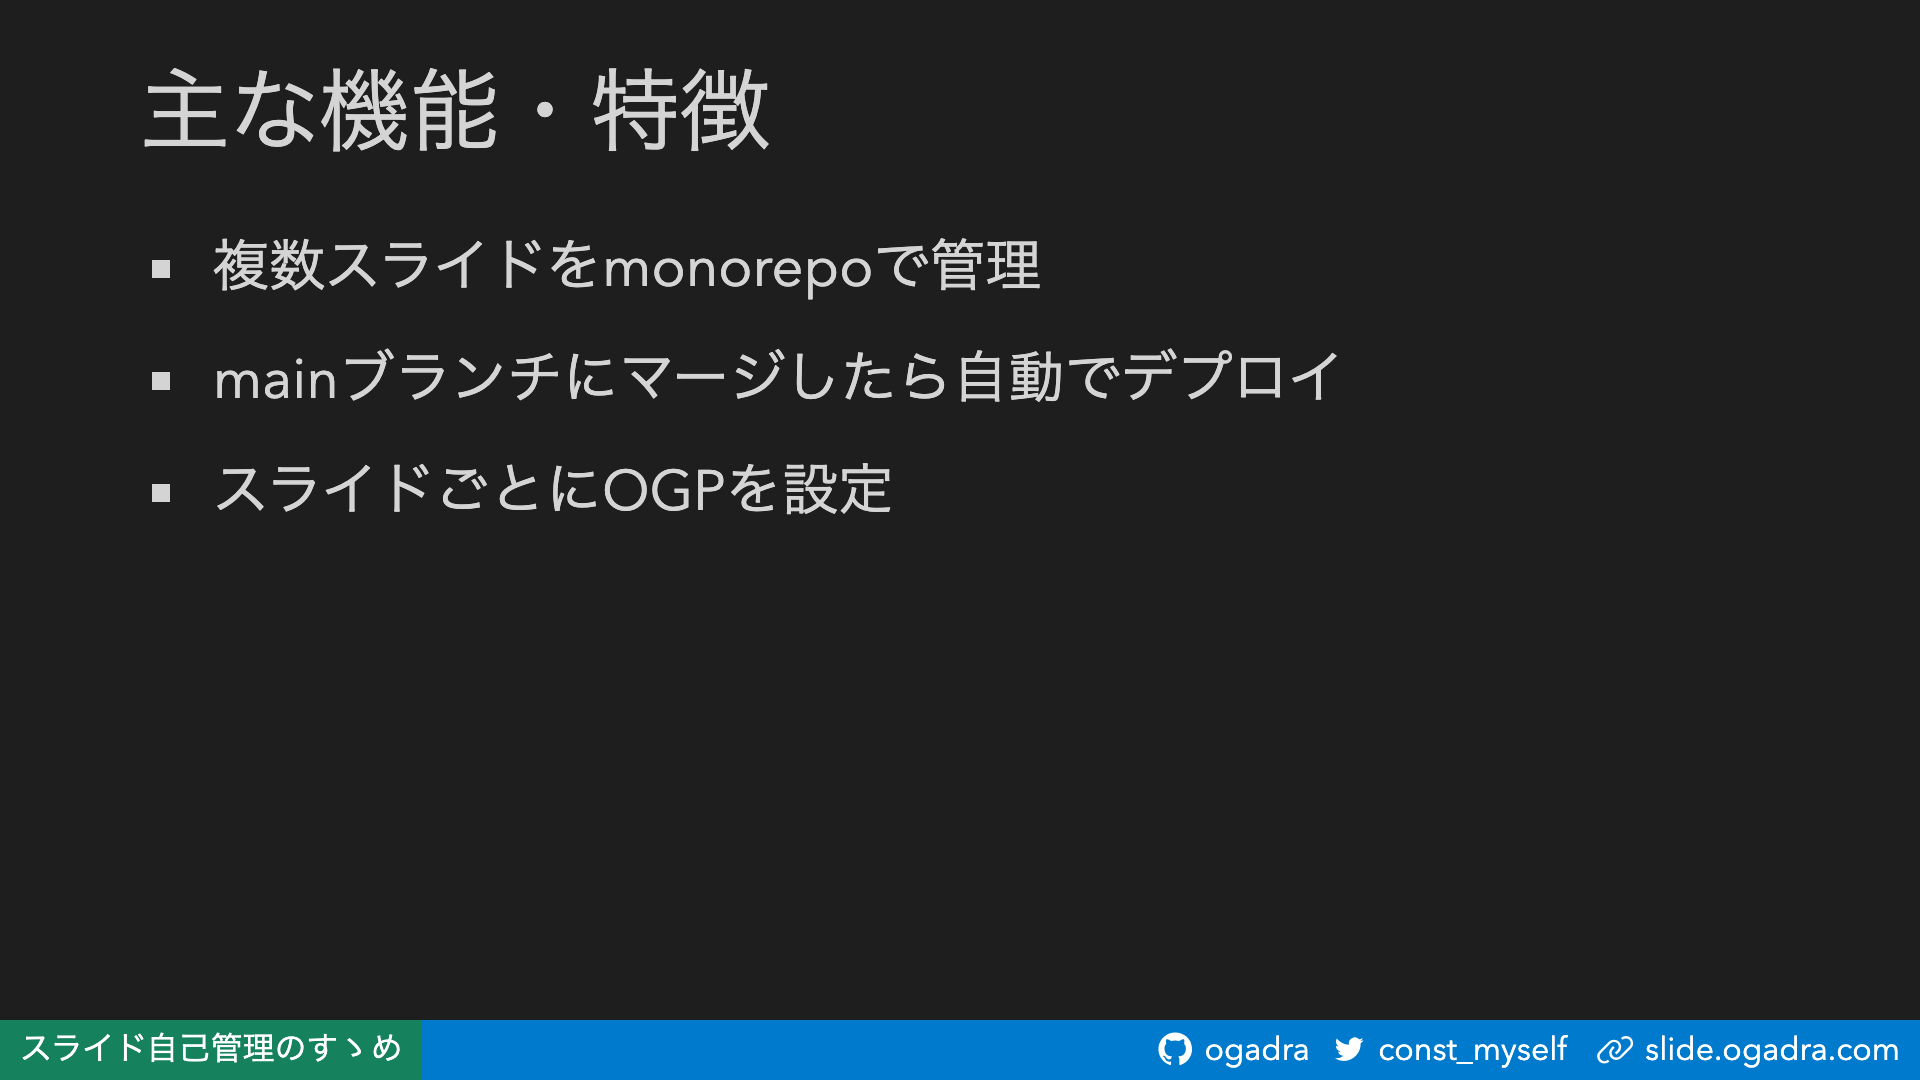 主な機能・特徴
複数スライドをmonorepoで管理
mainブランチにマージしたら自動でデプロイ
スライドごとにOGPを設定
スライド自己管理のすゝめ
ogadra const_myself slide.ogadra.com